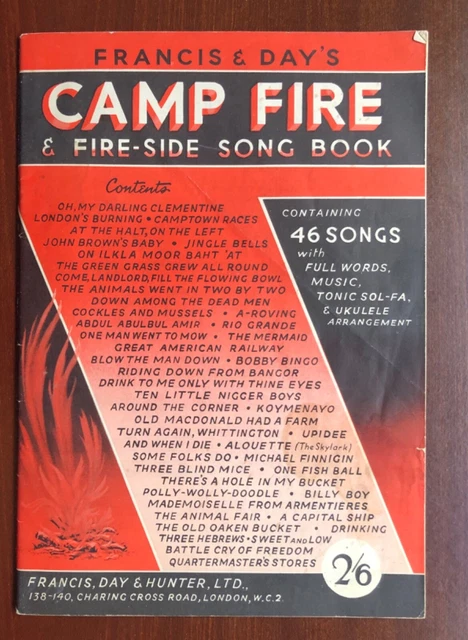 FRANCIS & DAY'S
CAMP FIRE
& FIRE-SIDE SONG BOOK
Contents
OH, MY DARLING CLEMENTINE
LONDON'S BURNING • CAMPTOWN RACES
AT THE HALT, ON THE LEFT
JOHN BROWN'S BABY • JINGLE BELLS
ON ILKLA MOOR BAHT 'AT
THE GREEN GRASS GREW ALL ROUND
COME, LANDLORD, FILL THE FLOWING BOWL
THE ANIMALS WENT IN TWO BY TWO
DOWN AMONG THE DEAD MEN
COCKLES AND MUSSELS • A-ROVING
ABDUL ABULBUL AMIR • RIO GRANDE
ONE MAN WENT TO MOW • THE MERMAID
GREAT AMERICAN RAILWAY
BLOW THE MAN DOWN • BOBBY BINGO
RIDING DOWN FROM BANGOR
DRINK TO ME ONLY WITH THINE EYES
TEN LITTLE NIGGER BOYS
AROUND THE CORNER • KOYMENAYO
OLD MACDONALD HAD A FARM
TURN AGAIN, WHITTINGTON • UPIDEE
AND WHEN I DIE • ALOUETTE (The Skylark)
SOME FOLKS DO • MICHAEL FINNIGIN
THREE BLIND MICE • ONE FISH BALL
THERE'S A HOLE IN MY BUCKET
POLLY-WOLLY-DOODLE • BILLY BOY
MADEMOISELLE FROM ARMENTIERES
THE ANIMAL FAIR • A CAPITAL SHIP
THE OLD OAKEN BUCKET • DRINKING
THREE HEBREWS • SWEET AND LOW
BATTLE CRY OF FREEDOM
QUARTERMASTER'S STORES
CONTAINING
46 SONGS
with
FULL WORDS,
MUSIC,
TONIC SOL-FA,
& UKULELE
ARRANGEMENT
2/6
FRANCIS, DAY & HUNTER, LTD.,
138-140, CHARING CROSS ROAD, LONDON, W.C.2.